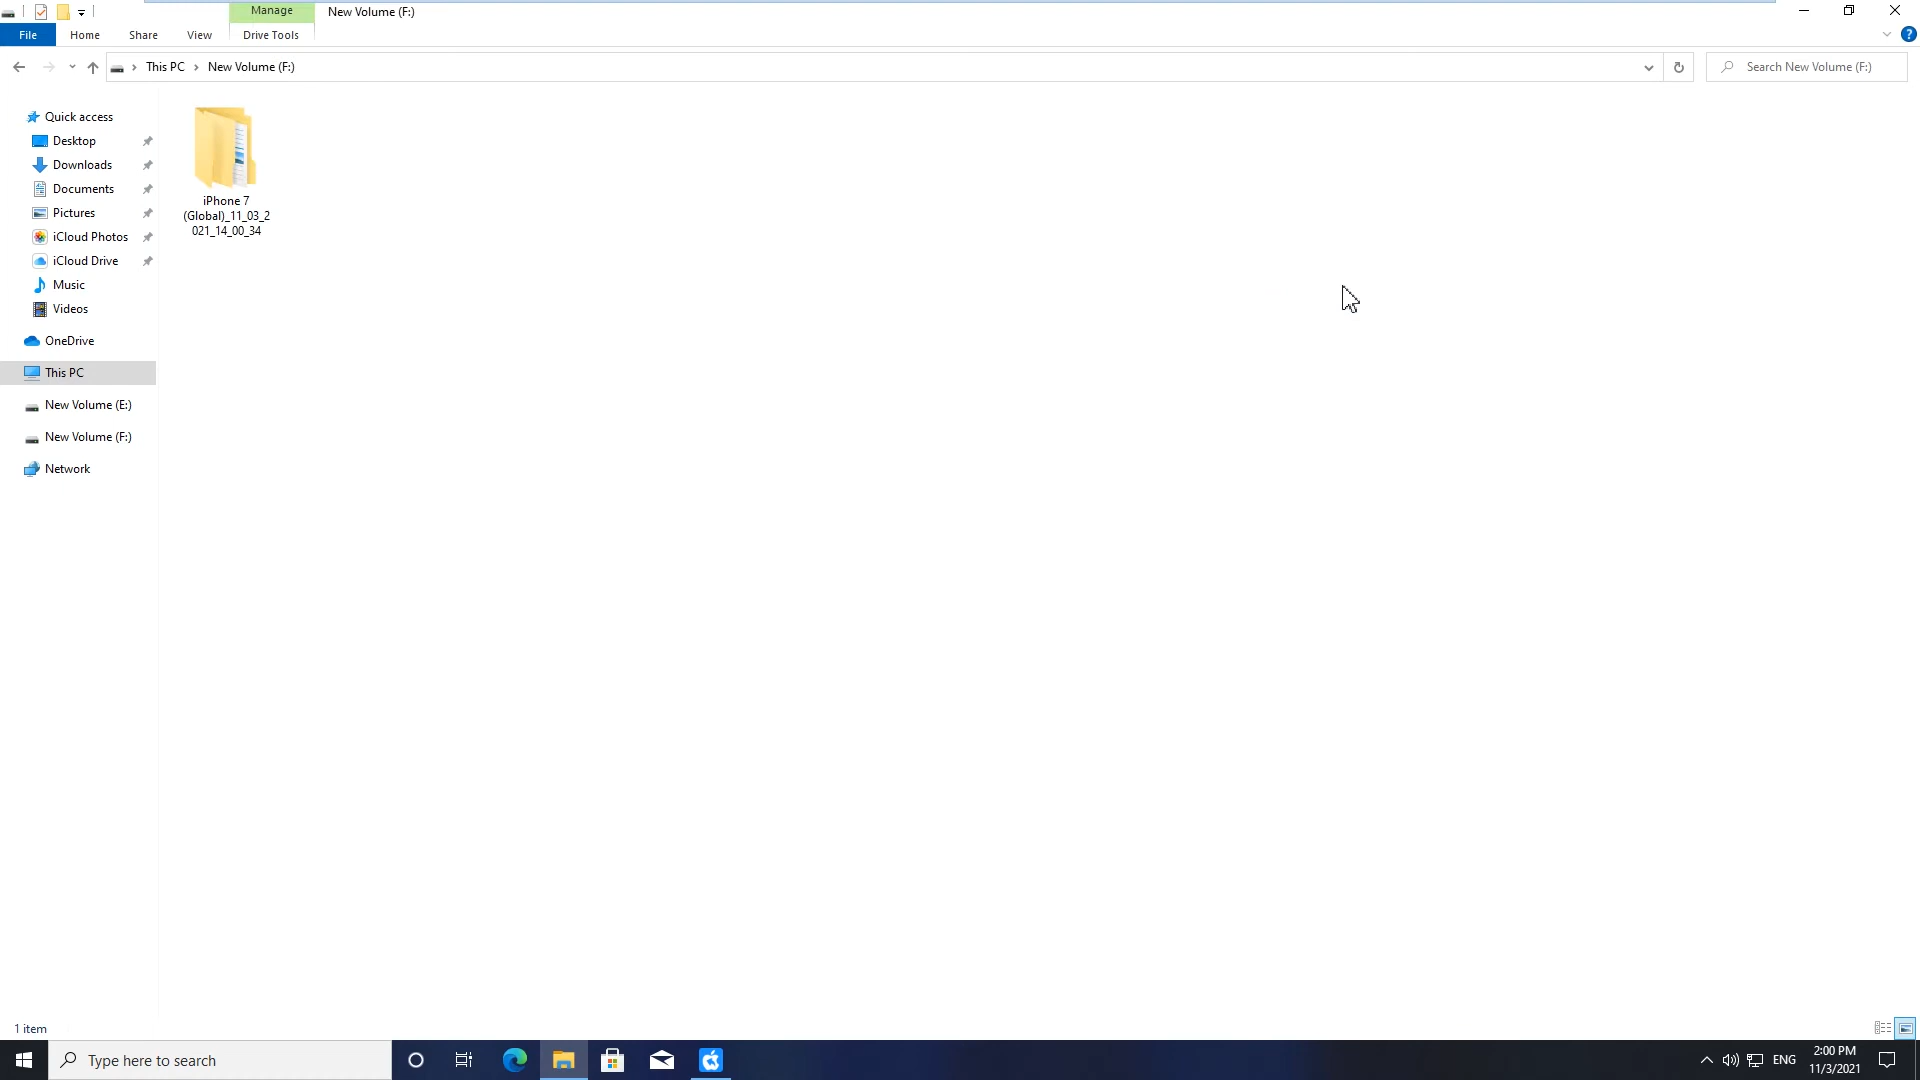 Manage
New Volume (F:)
File
Home
Share
View
Drive Tools
?
This PC
New Volume (F:)
Search New Volume (F:)
Quick access
Desktop
Downloads
Documents
Pictures
iCloud Photos
iCloud Drive
Music
Videos
OneDrive
This PC
New Volume (E:)
New Volume (F:)
Network
iPhone 7
(Global)_11_03_2
021_14_00_34
1 item
Type here to search
ENG
2:00 PM
11/3/2021